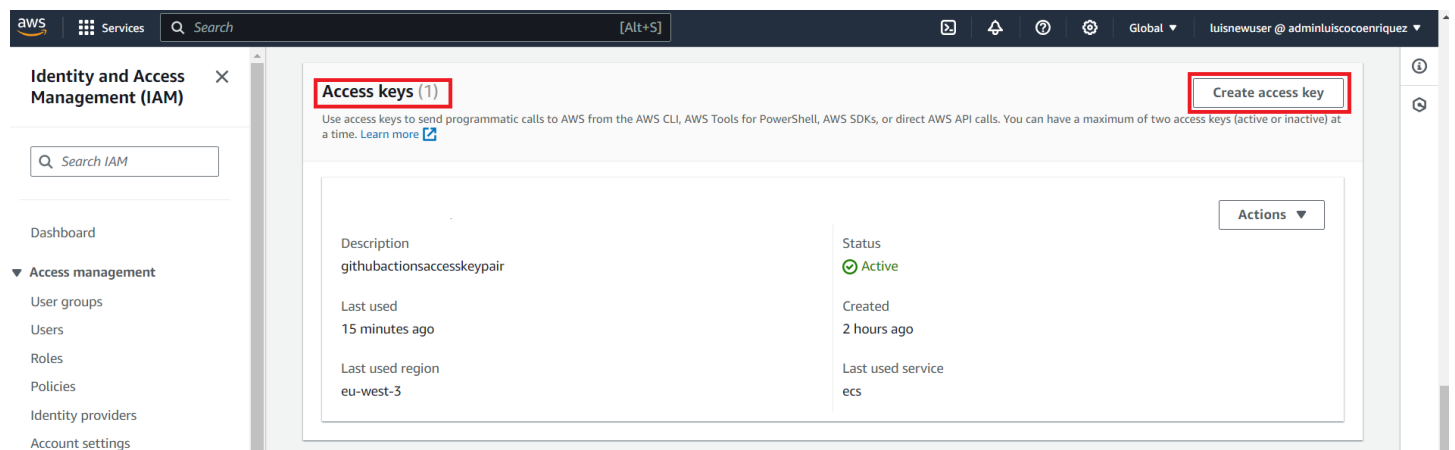 aws Services Search [Alt+S] Global ▼ luisnewuser @ adminluiscocoenriquez ▼
Identity and Access
Management (IAM)
Search IAM
Dashboard
Access management
User groups
Users
Roles
Policies
Identity providers
Account settings
Access keys (1)
Create access key
Use access keys to send programmatic calls to AWS from the AWS CLI, AWS Tools for PowerShell, AWS SDKs, or direct AWS API calls. You can have a maximum of two access keys (active or inactive) at
a time. Learn more
Actions ▼
Description
githubactionsaccesskeypair
Status
Active
Last used
15 minutes ago
Created
2 hours ago
Last used region
eu-west-3
Last used service
ecs